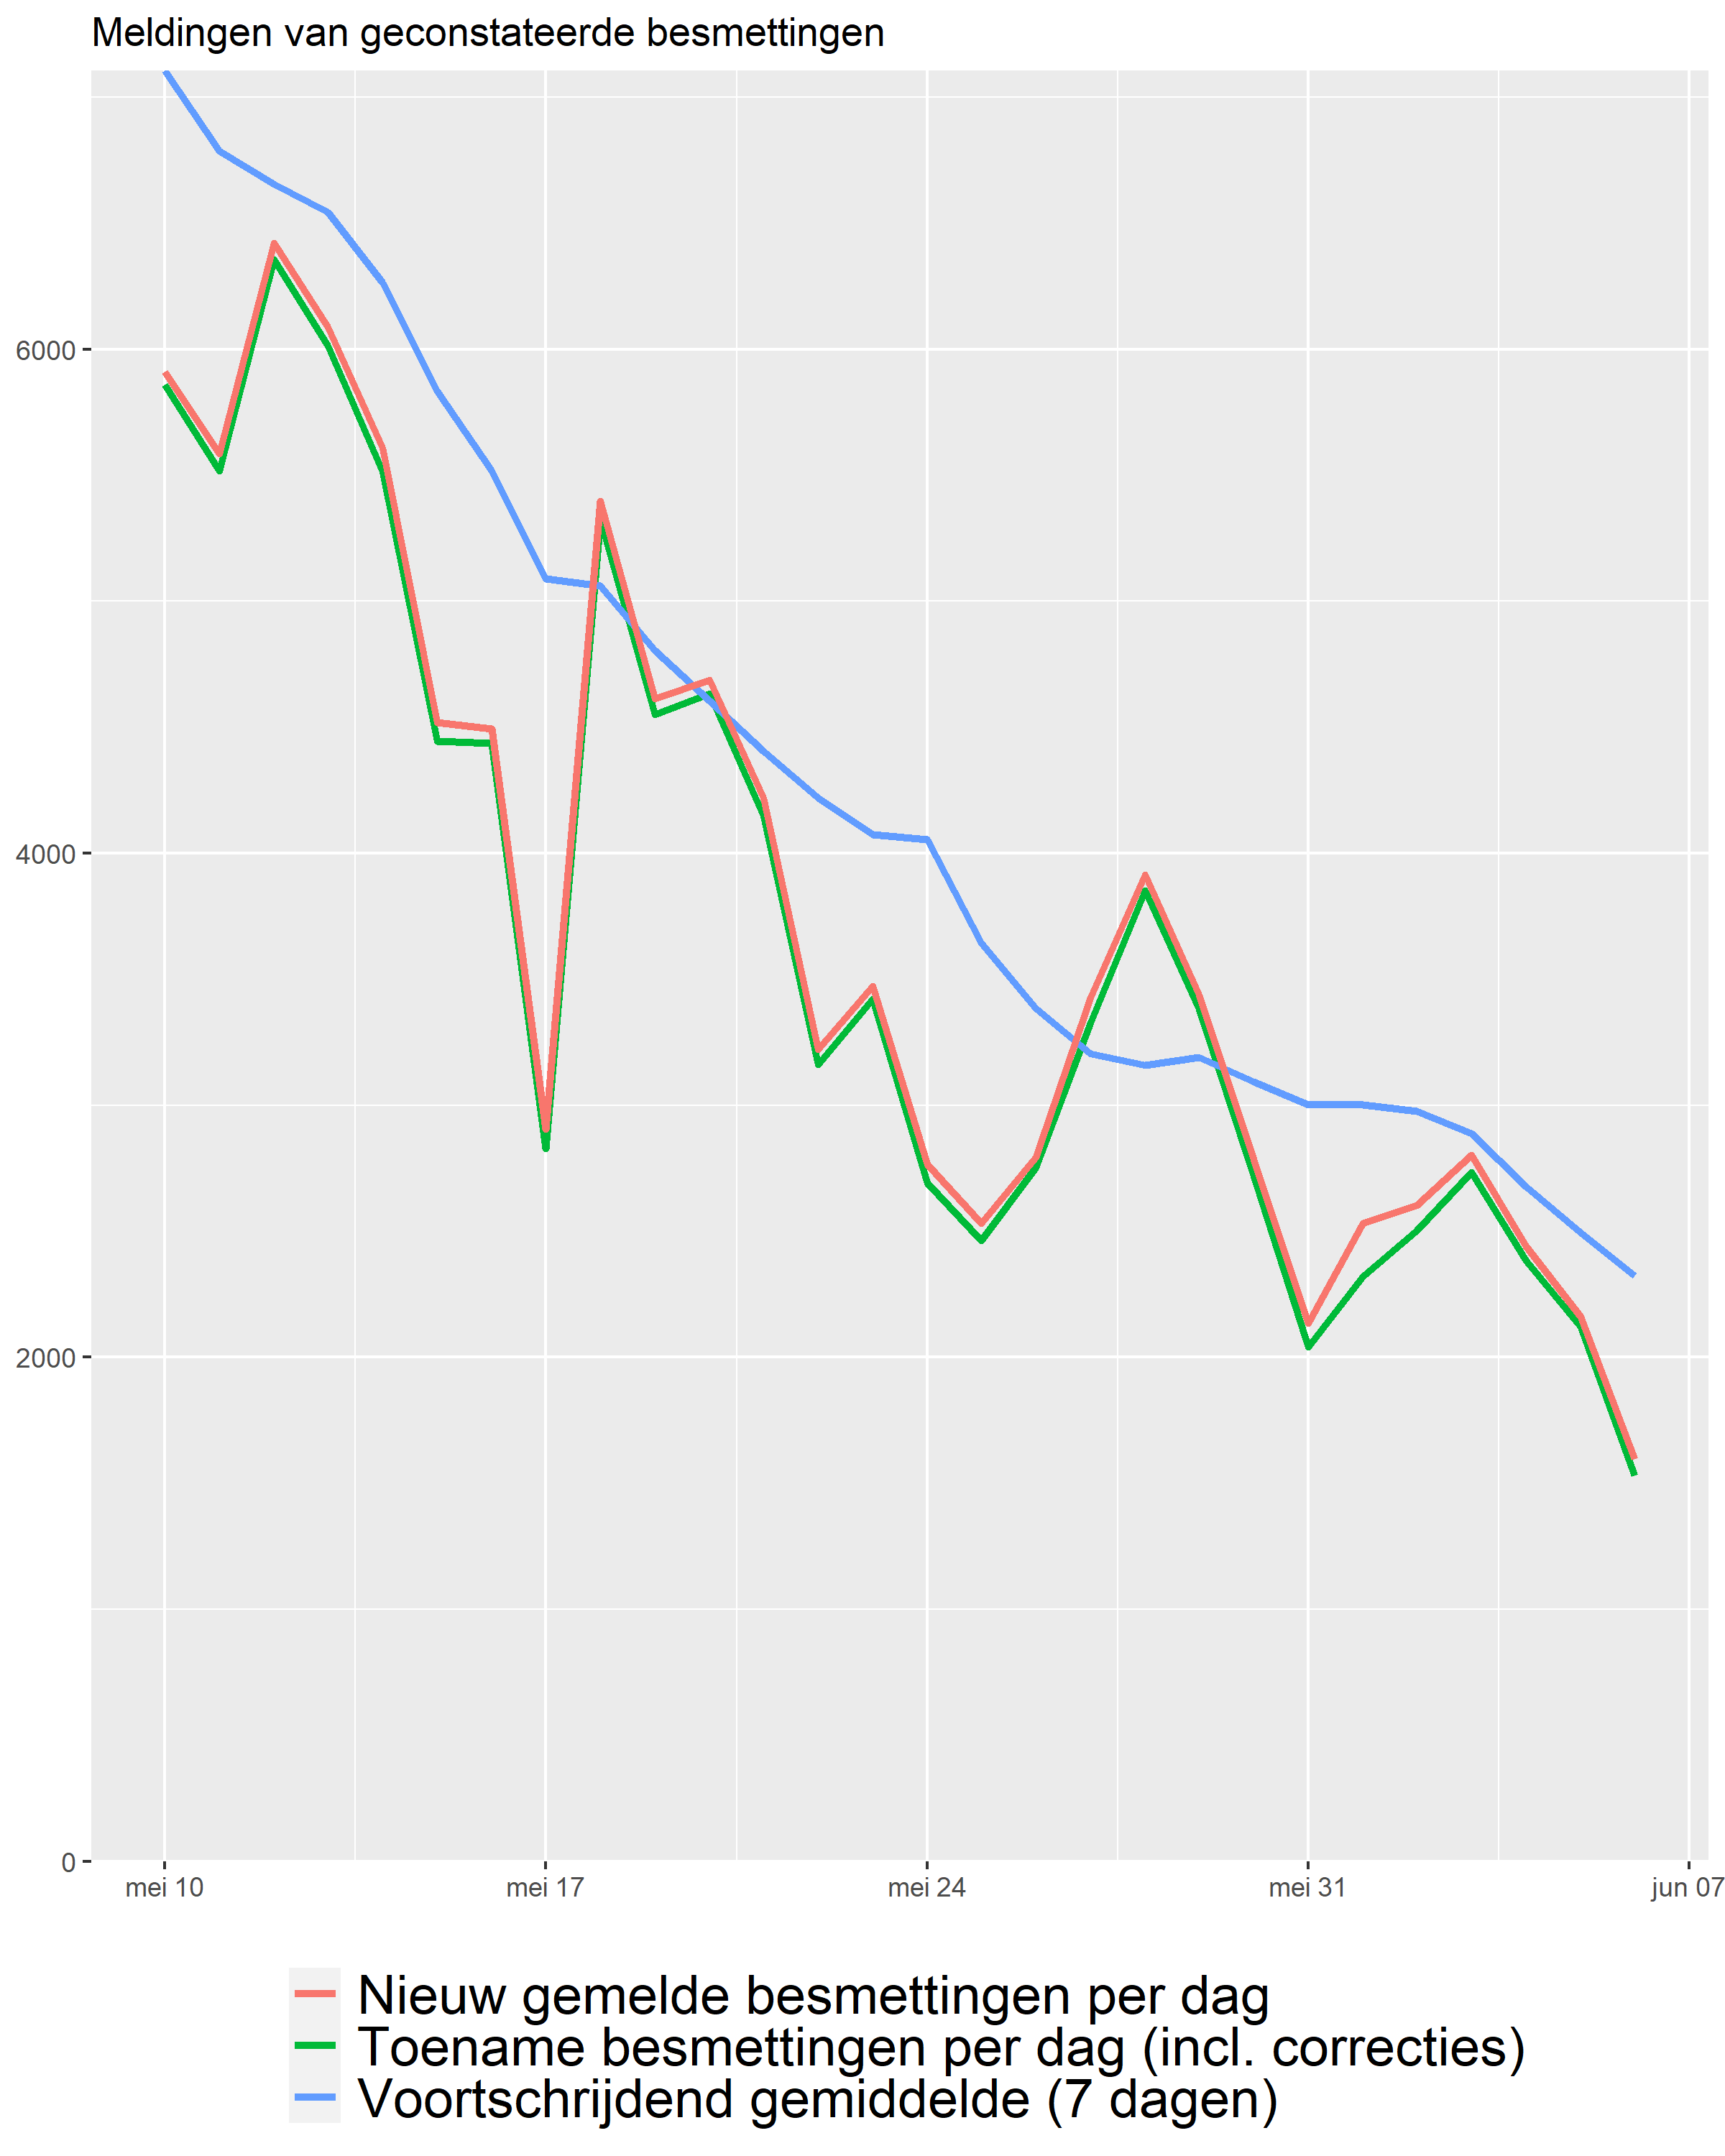 Meldingen van geconstateerde besmettingen
6000
4000
2000
0
mei 10 mei 17 mei 24 mei 31 jun 07
Nieuw gemelde besmettingen per dag
Toename besmettingen per dag (incl. correcties)
Voortschrijdend gemiddelde (7 dagen)